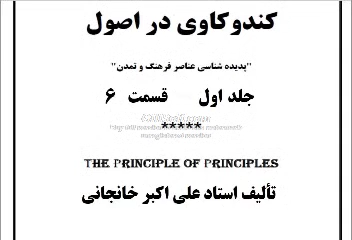 کندوکاوی در اصول
"پدیده شناسی عناصر فرهنگ و تمدن"
جلد اول قسمت ۶
*****
THE PRINCIPLE OF PRINCIPLES
تألیف استاد علی اکبر خانجانی